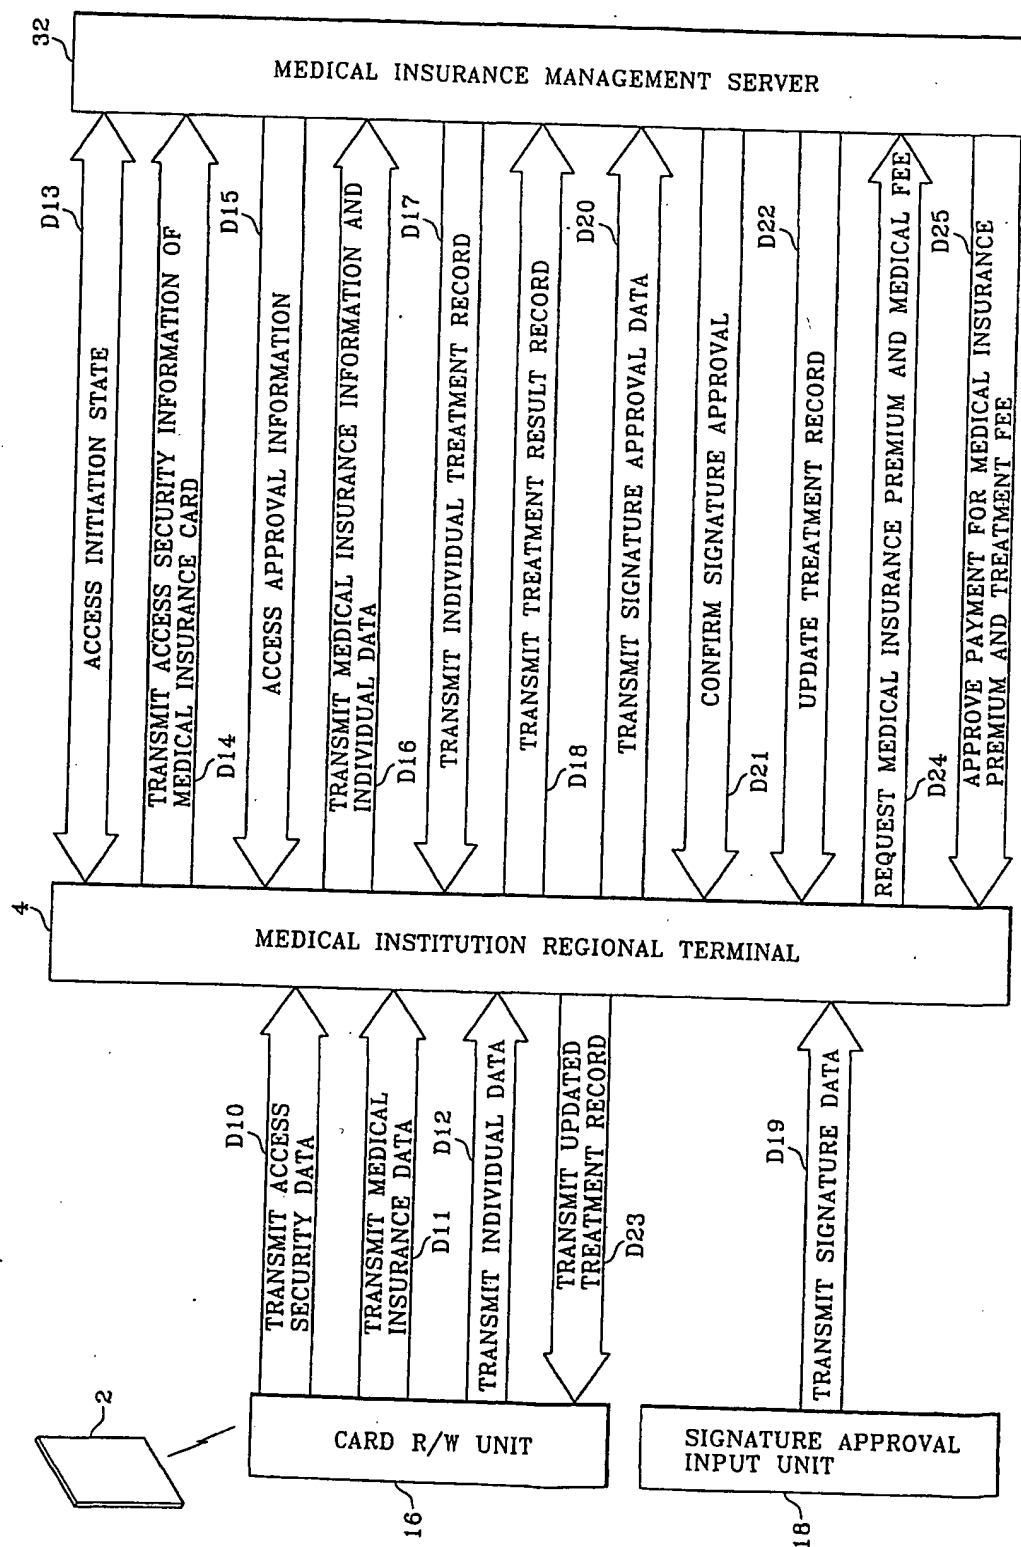 32
MEDICAL INSURANCE MANAGEMENT SERVER
D13
ACCESS INITIATION STATE
TRANSMIT ACCESS SECURITY INFORMATION OF
MEDICAL INSURANCE CARD
D14
D15
ACCESS APPROVAL INFORMATION
TRANSMIT MEDICAL INSURANCE INFORMATION AND
INDIVIDUAL DATA
D16
D17
TRANSMIT INDIVIDUAL TREATMENT RECORD
TRANSMIT TREATMENT RESULT RECORD
D18
D20
TRANSMIT SIGNATURE APPROVAL DATA
CONFIRM SIGNATURE APPROVAL
D21
D22
UPDATE TREATMENT RECORD
REQUEST MEDICAL INSURANCE PREMIUM AND MEDICAL FEE
D24
D25
APPROVE PAYMENT FOR MEDICAL INSURANCE
PREMIUM AND TREATMENT FEE
4
MEDICAL INSTITUTION REGIONAL TERMINAL
D10
TRANSMIT ACCESS
SECURITY DATA
TRANSMIT MEDICAL
INSURANCE DATA
D11
D12
TRANSMIT INDIVIDUAL DATA
TRANSMIT UPDATED
TREATMENT RECORD
D23
D19
TRANSMIT SIGNATURE DATA
2
CARD R/W UNIT
16
SIGNATURE APPROVAL
INPUT UNIT
18